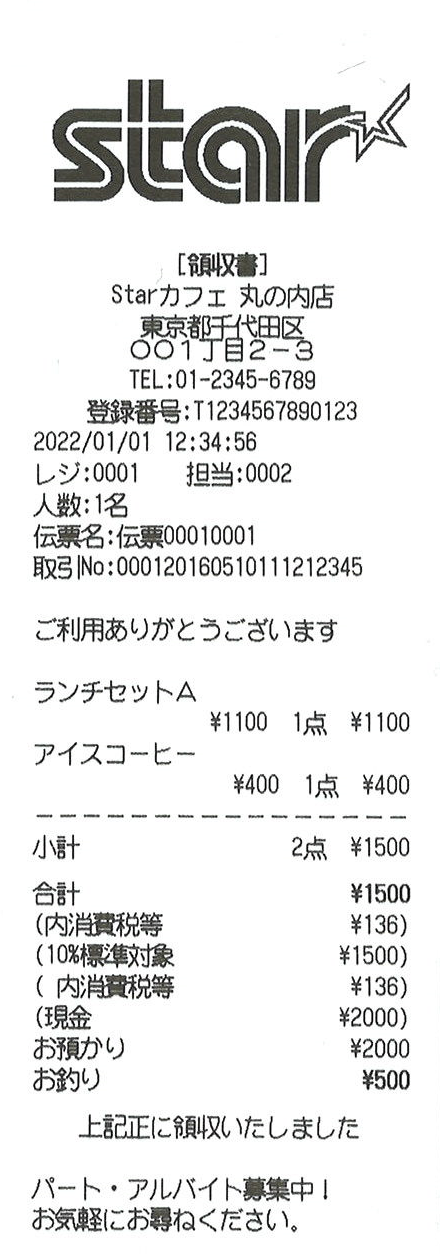 star
[領収書]
Starカフェ 丸の内店
東京都千代田区
〇〇1丁目2-3
TEL:01-2345-6789
登録番号:T1234567890123
2022/01/01 12:34:56
レジ:0001 担当:0002
人数:1名
伝票名:伝票00010001
取引No:000120160510111212345
ご利用ありがとうございます
ランチセットA
¥1100 1点 ¥1100
アイスコーヒー
¥400 1点 ¥400
小計 2点 ¥1500
合計 ¥1500
(内消費税等 ¥136)
(10%標準対象 ¥1500)
( 内消費税等 ¥136)
(現金 ¥2000)
お預かり ¥2000
お釣り ¥500
上記正に領収いたしました
パート・アルバイト募集中!
お気軽にお尋ねください。